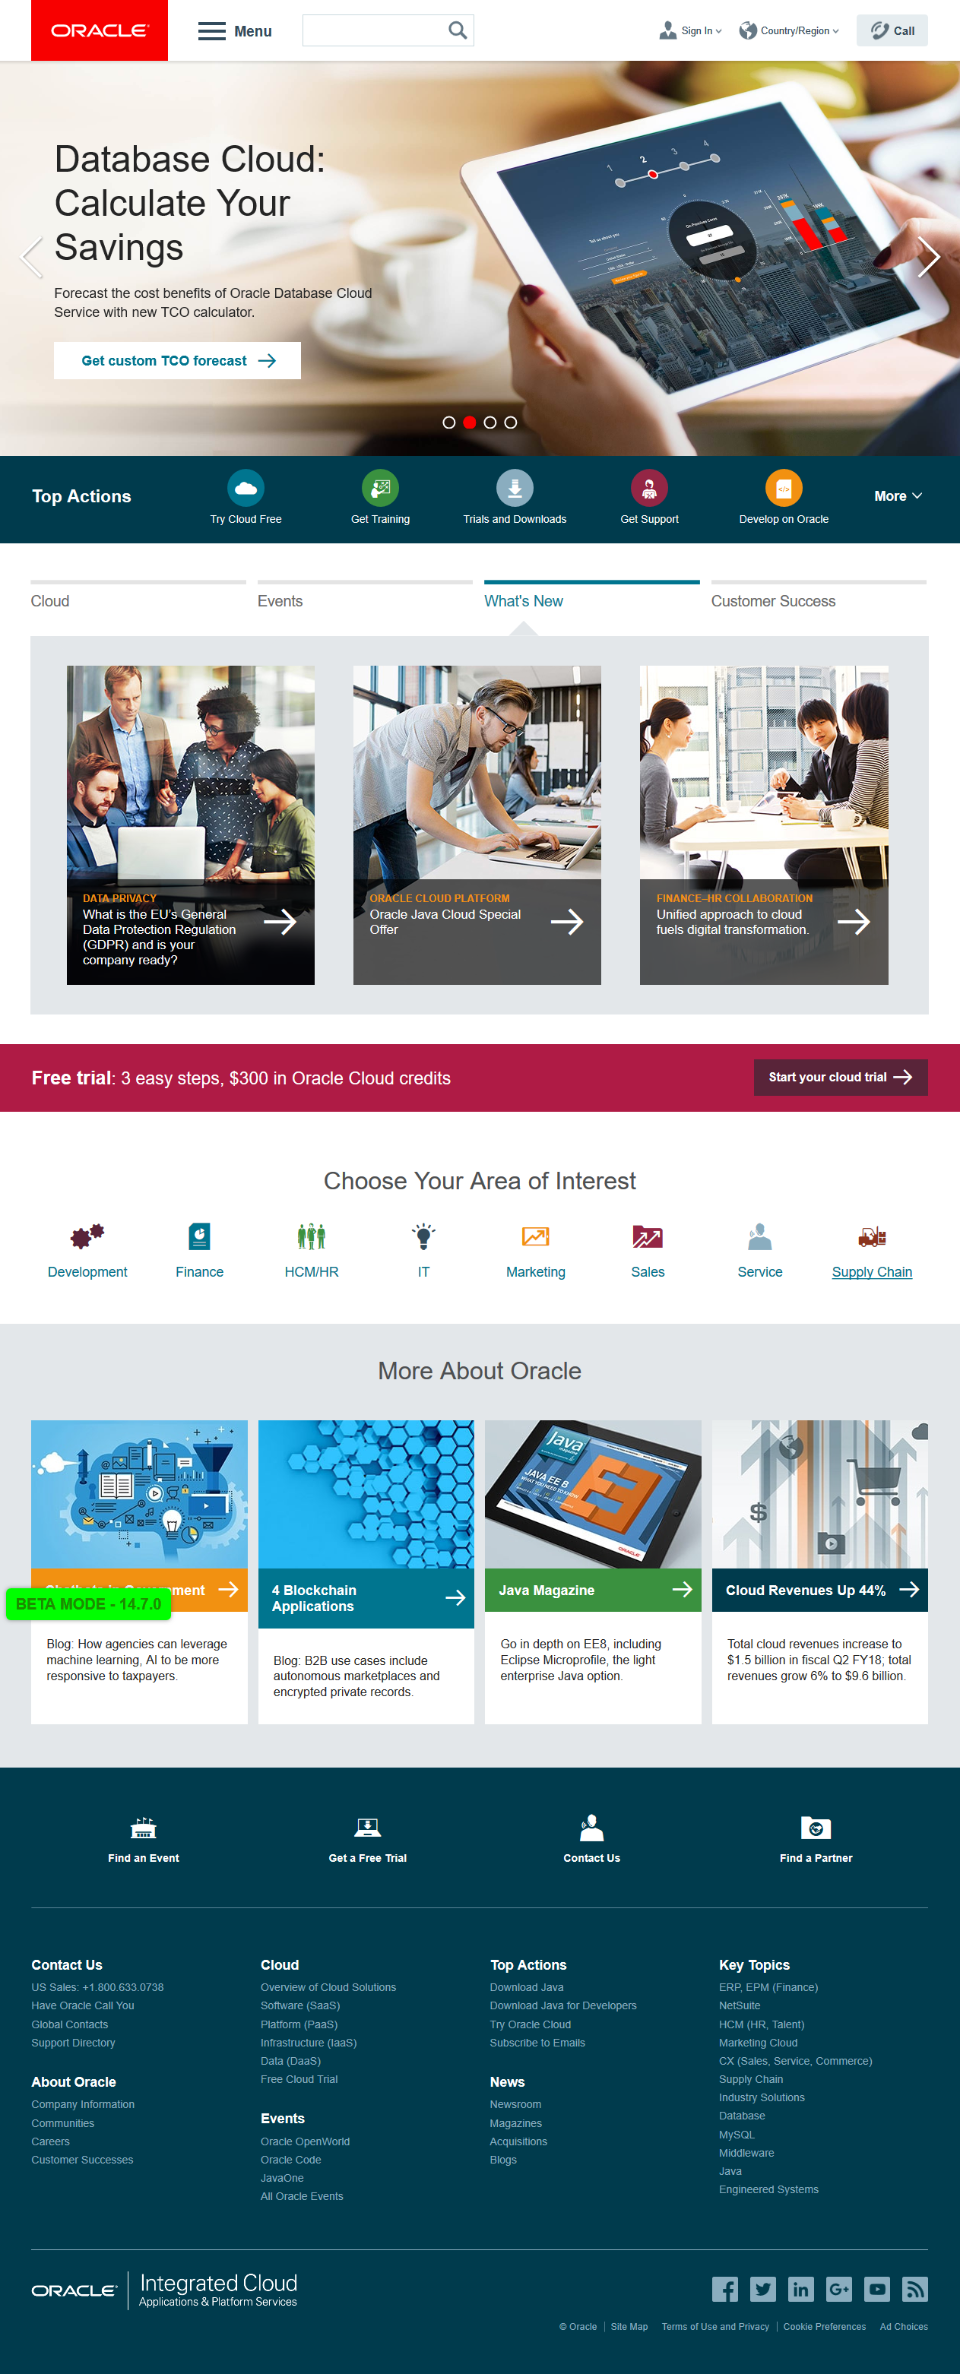 ORACLE
Menu
Sign In
Country/Region
Call
Database Cloud:
Calculate Your
Savings
Forecast the cost benefits of Oracle Database Cloud
Service with new TCO calculator.
Get custom TCO forecast
1 2 3 4
Top Actions
Try Cloud Free
Get Training
Trials and Downloads
Get Support
Develop on Oracle
More
Cloud
Events
What's New
Customer Success
DATA PRIVACY
What is the EU's General
Data Protection Regulation
(GDPR) and is your
company ready?
ORACLE CLOUD PLATFORM
Oracle Java Cloud Special
Offer
FINANCE–HR COLLABORATION
Unified approach to cloud
fuels digital transformation.
Free trial: 3 easy steps, $300 in Oracle Cloud credits
Start your cloud trial
Choose Your Area of Interest
Development
Finance
HCM/HR
IT
Marketing
Sales
Service
Supply Chain
More About Oracle
Java
JAVA EE 8
WHAT YOU NEED TO KNOW
ORACLE
$
BETA MODE - 14.7.0
4 Blockchain
Applications
Java Magazine
Cloud Revenues Up 44%
Blog: How agencies can leverage
machine learning, AI to be more
responsive to taxpayers.
Blog: B2B use cases include
autonomous marketplaces and
encrypted private records.
Go in depth on EE8, including
Eclipse Microprofile, the light
enterprise Java option.
Total cloud revenues increase to
$1.5 billion in fiscal Q2 FY18; total
revenues grow 6% to $9.6 billion.
Find an Event
Get a Free Trial
Contact Us
Find a Partner
Contact Us
US Sales: +1.800.633.0738
Have Oracle Call You
Global Contacts
Support Directory
About Oracle
Company Information
Communities
Careers
Customer Successes
Cloud
Overview of Cloud Solutions
Software (SaaS)
Platform (PaaS)
Infrastructure (IaaS)
Data (DaaS)
Free Cloud Trial
Events
Oracle OpenWorld
Oracle Code
JavaOne
All Oracle Events
Top Actions
Download Java
Download Java for Developers
Try Oracle Cloud
Subscribe to Emails
News
Newsroom
Magazines
Acquisitions
Blogs
Key Topics
ERP, EPM (Finance)
NetSuite
HCM (HR, Talent)
Marketing Cloud
CX (Sales, Service, Commerce)
Supply Chain
Industry Solutions
Database
MySQL
Middleware
Java
Engineered Systems
ORACLE
Integrated Cloud
Applications & Platform Services
© Oracle
Site Map
Terms of Use and Privacy
Cookie Preferences
Ad Choices